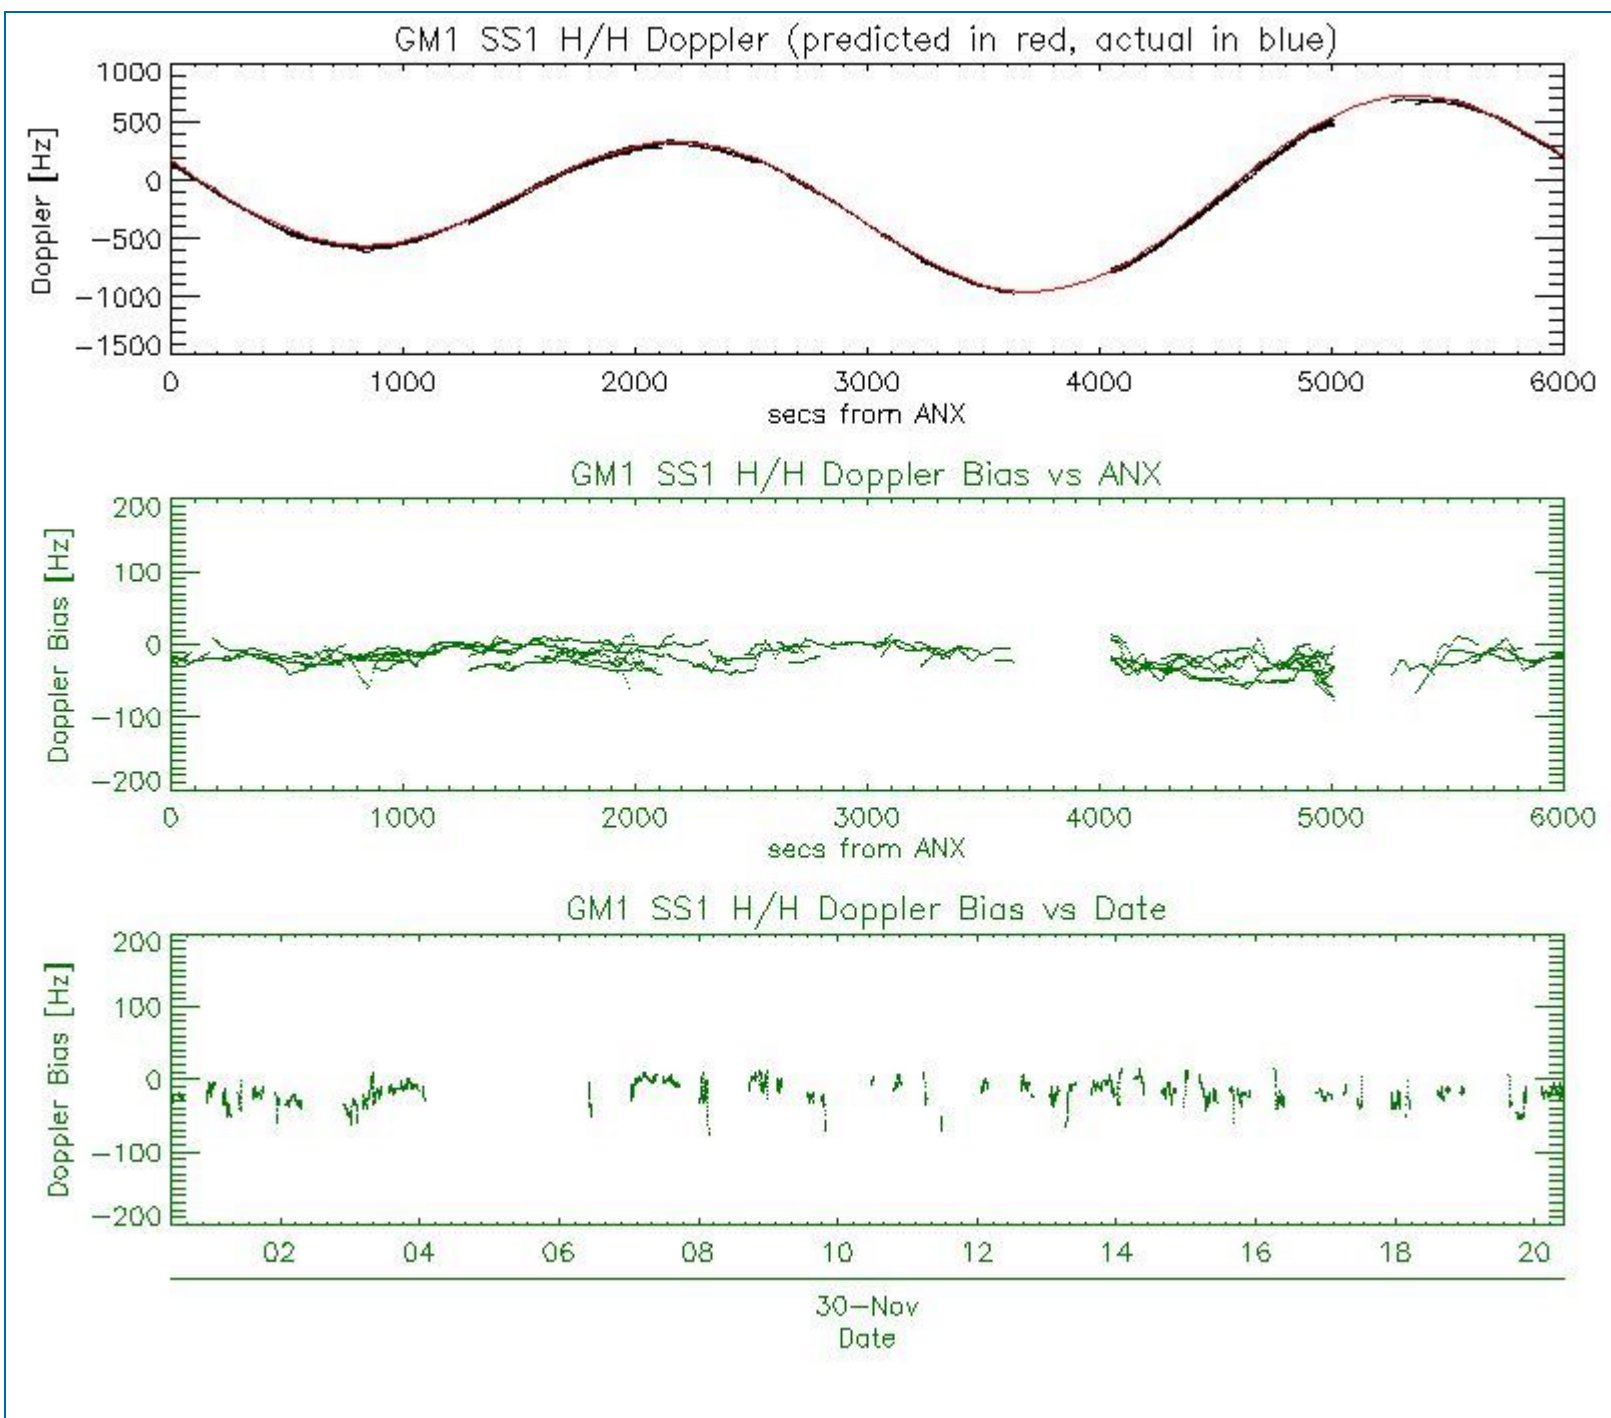 GM1 SS1 H/H Doppler (predicted in red, actual in blue)
Doppler [Hz]
1000
500
0
−500
−1000
−1500
0 1000 2000 3000 4000 5000 6000
secs from ANX
GM1 SS1 H/H Doppler Bias vs ANX
Doppler Bias [Hz]
200
100
0
−100
−200
0 1000 2000 3000 4000 5000 6000
secs from ANX
GM1 SS1 H/H Doppler Bias vs Date
Doppler Bias [Hz]
200
100
0
−100
−200
02 04 06 08 10 12 14 16 18 20
30−Nov
Date